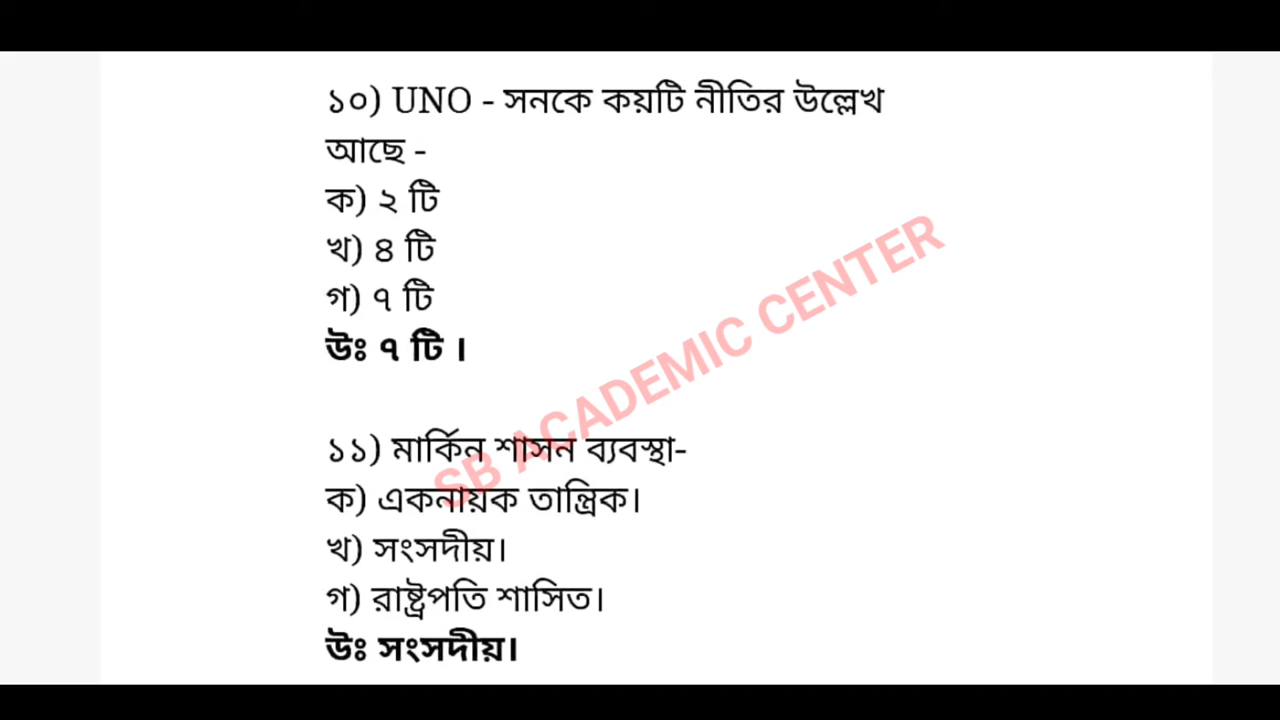 ১০) UNO - সনকে কয়টি নীতির উল্লেখ
আছে -
ক) ২ টি
খ) ৪ টি
গ) ৭ টি
উঃ ৭ টি ।
১১) মার্কিন শাসন ব্যবস্থা-
ক) একনায়ক তান্ত্রিক।
খ) সংসদীয়।
গ) রাষ্ট্রপতি শাসিত।
উঃ সংসদীয়।
SB ACADEMIC CENTER